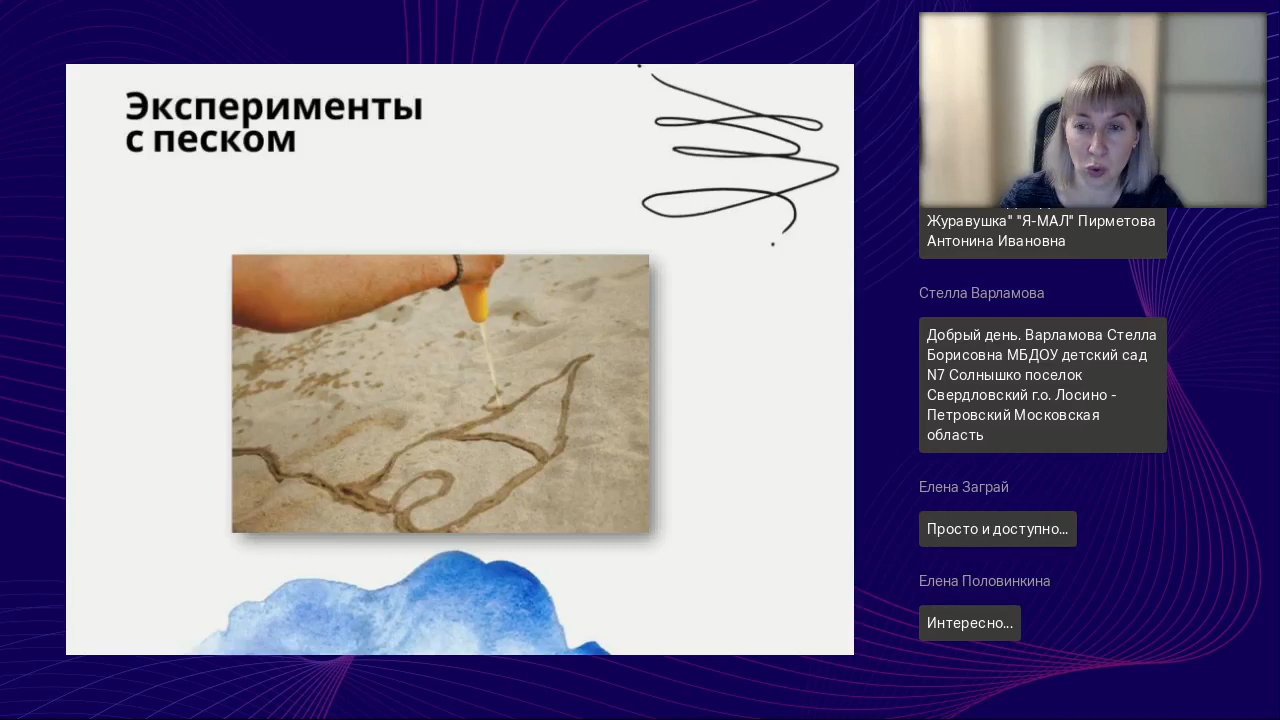 Эксперименты
с песком
Журавушка" "Я-МАЛ" Пирметова
Антонина Ивановна
Стелла Варламова
Добрый день. Варламова Стелла
Борисовна МБДОУ детский сад
N7 Солнышко поселок
Свердловский г.о. Лосино -
Петровский Московская
область
Елена Заграй
Просто и доступно...
Елена Половинкина
Интересно...